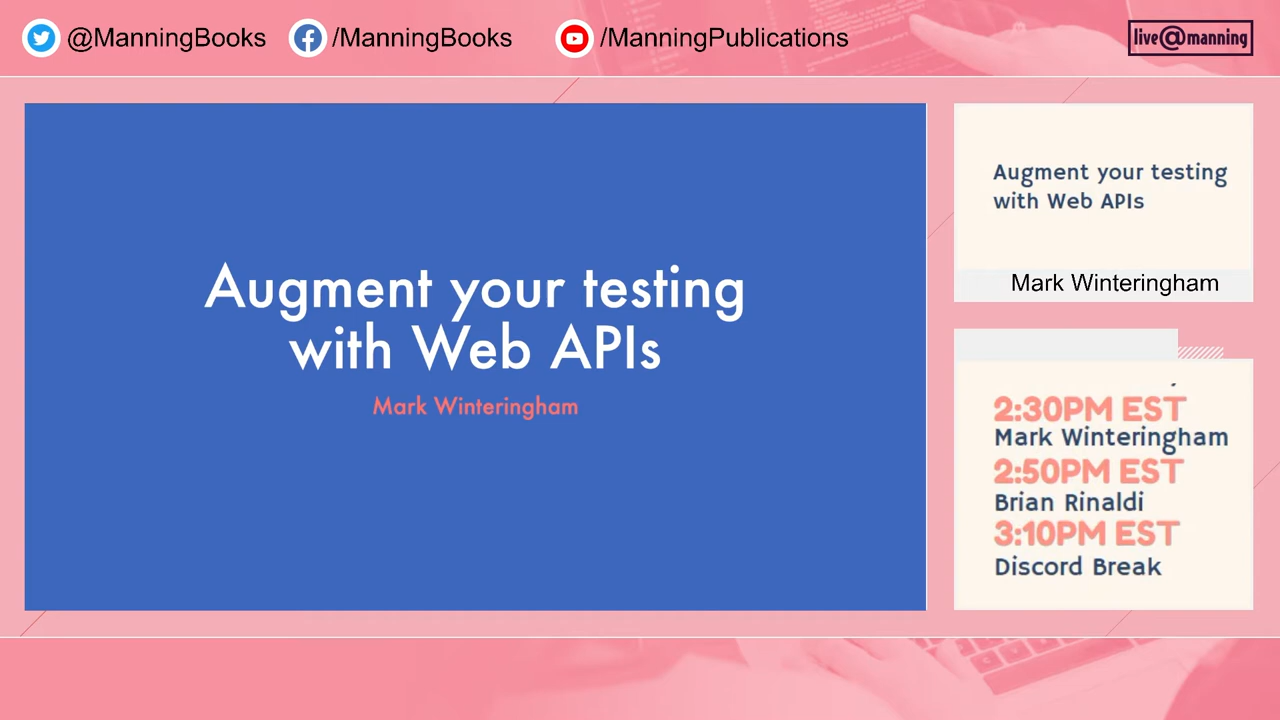 @ManningBooks
/ManningBooks
/ManningPublications
live@manning
Augment your testing
with Web APIs
Mark Winteringham
Augment your testing
with Web APIs
Mark Winteringham
2:30PM EST
Mark Winteringham
2:50PM EST
Brian Rinaldi
3:10PM EST
Discord Break